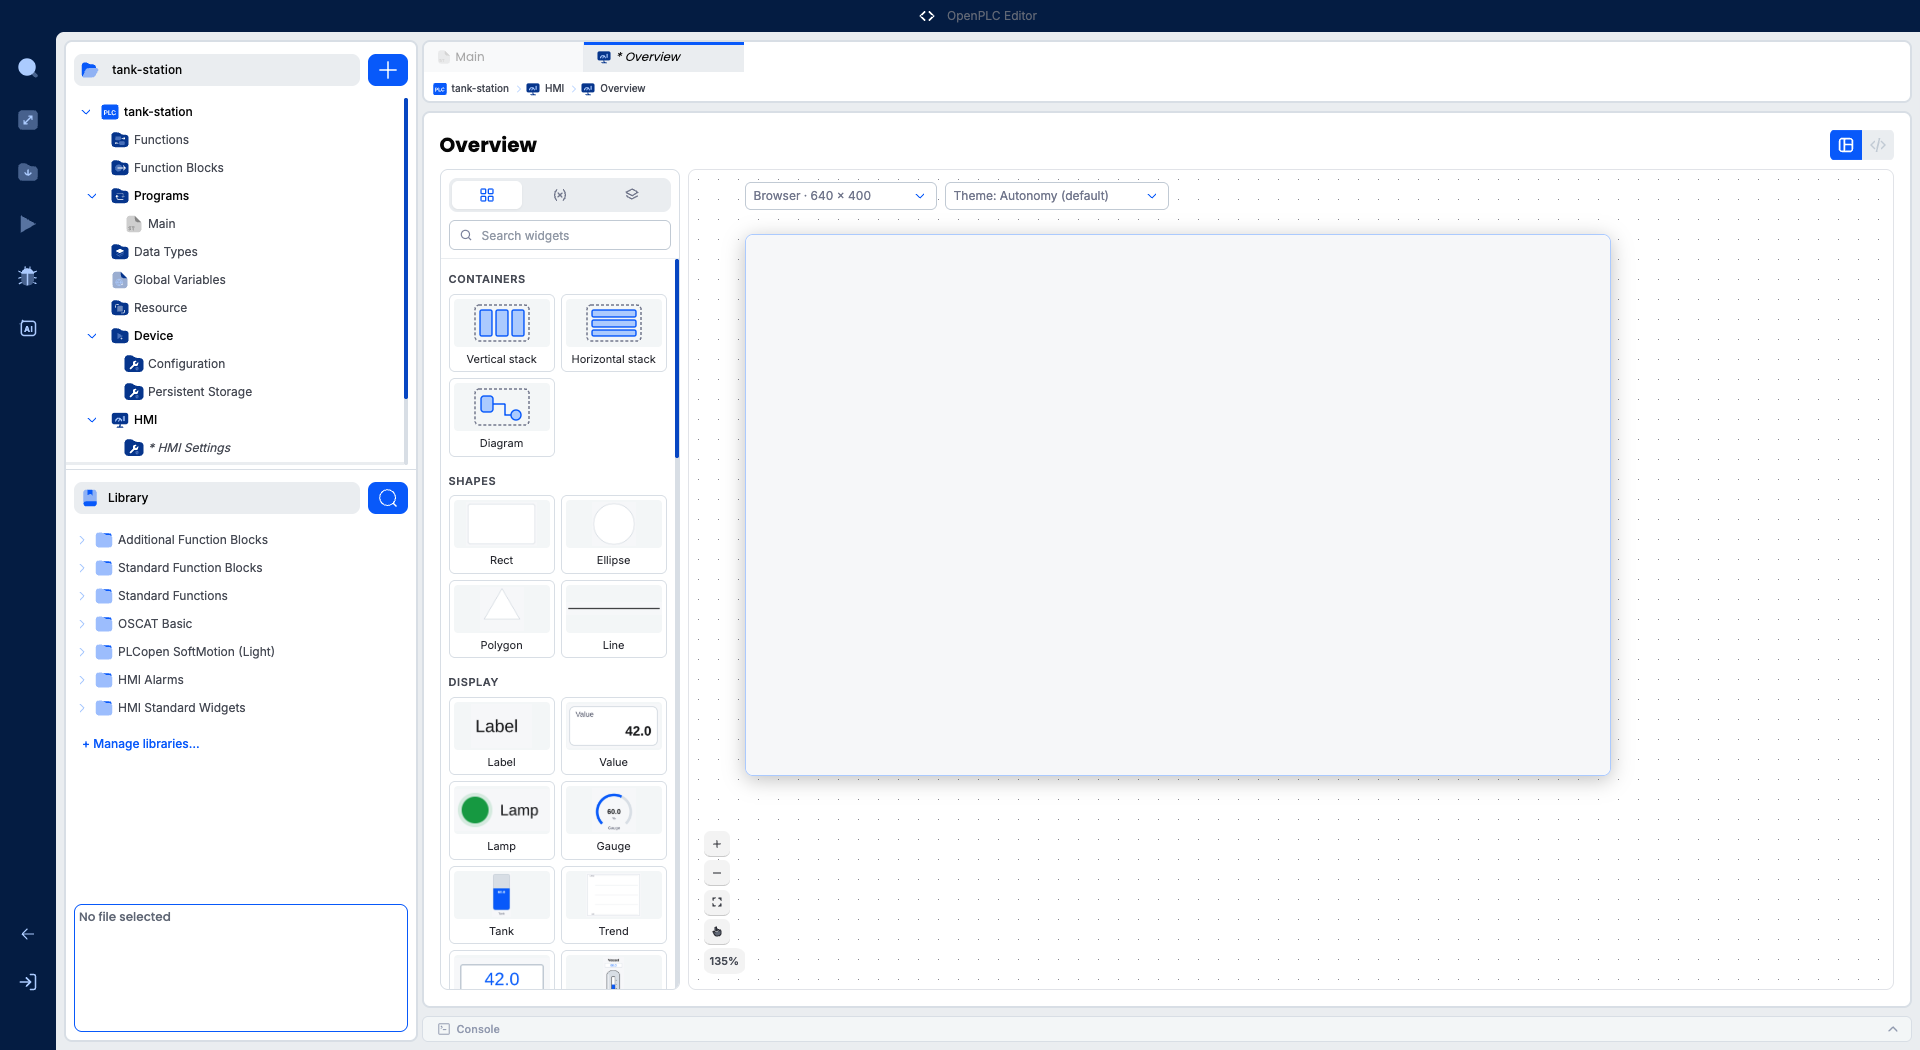 OpenPLC Editor
tank-station
tank-station
Functions
Function Blocks
Programs
Main
Data Types
Global Variables
Resource
Device
Configuration
Persistent Storage
HMI
* HMI Settings
Library
Additional Function Blocks
Standard Function Blocks
Standard Functions
OSCAT Basic
PLCopen SoftMotion (Light)
HMI Alarms
HMI Standard Widgets
+ Manage libraries...
No file selected
Main
* Overview
tank-station
HMI
Overview
Overview
Search widgets
CONTAINERS
Vertical stack
Horizontal stack
Diagram
SHAPES
Rect
Ellipse
Polygon
Line
DISPLAY
Label
Label
Value
42.0
Value
Lamp
Lamp
60.0
Gauge
Gauge
Tank
Trend
42.0
Browser · 640 × 400
Theme: Autonomy (default)
135%
Console